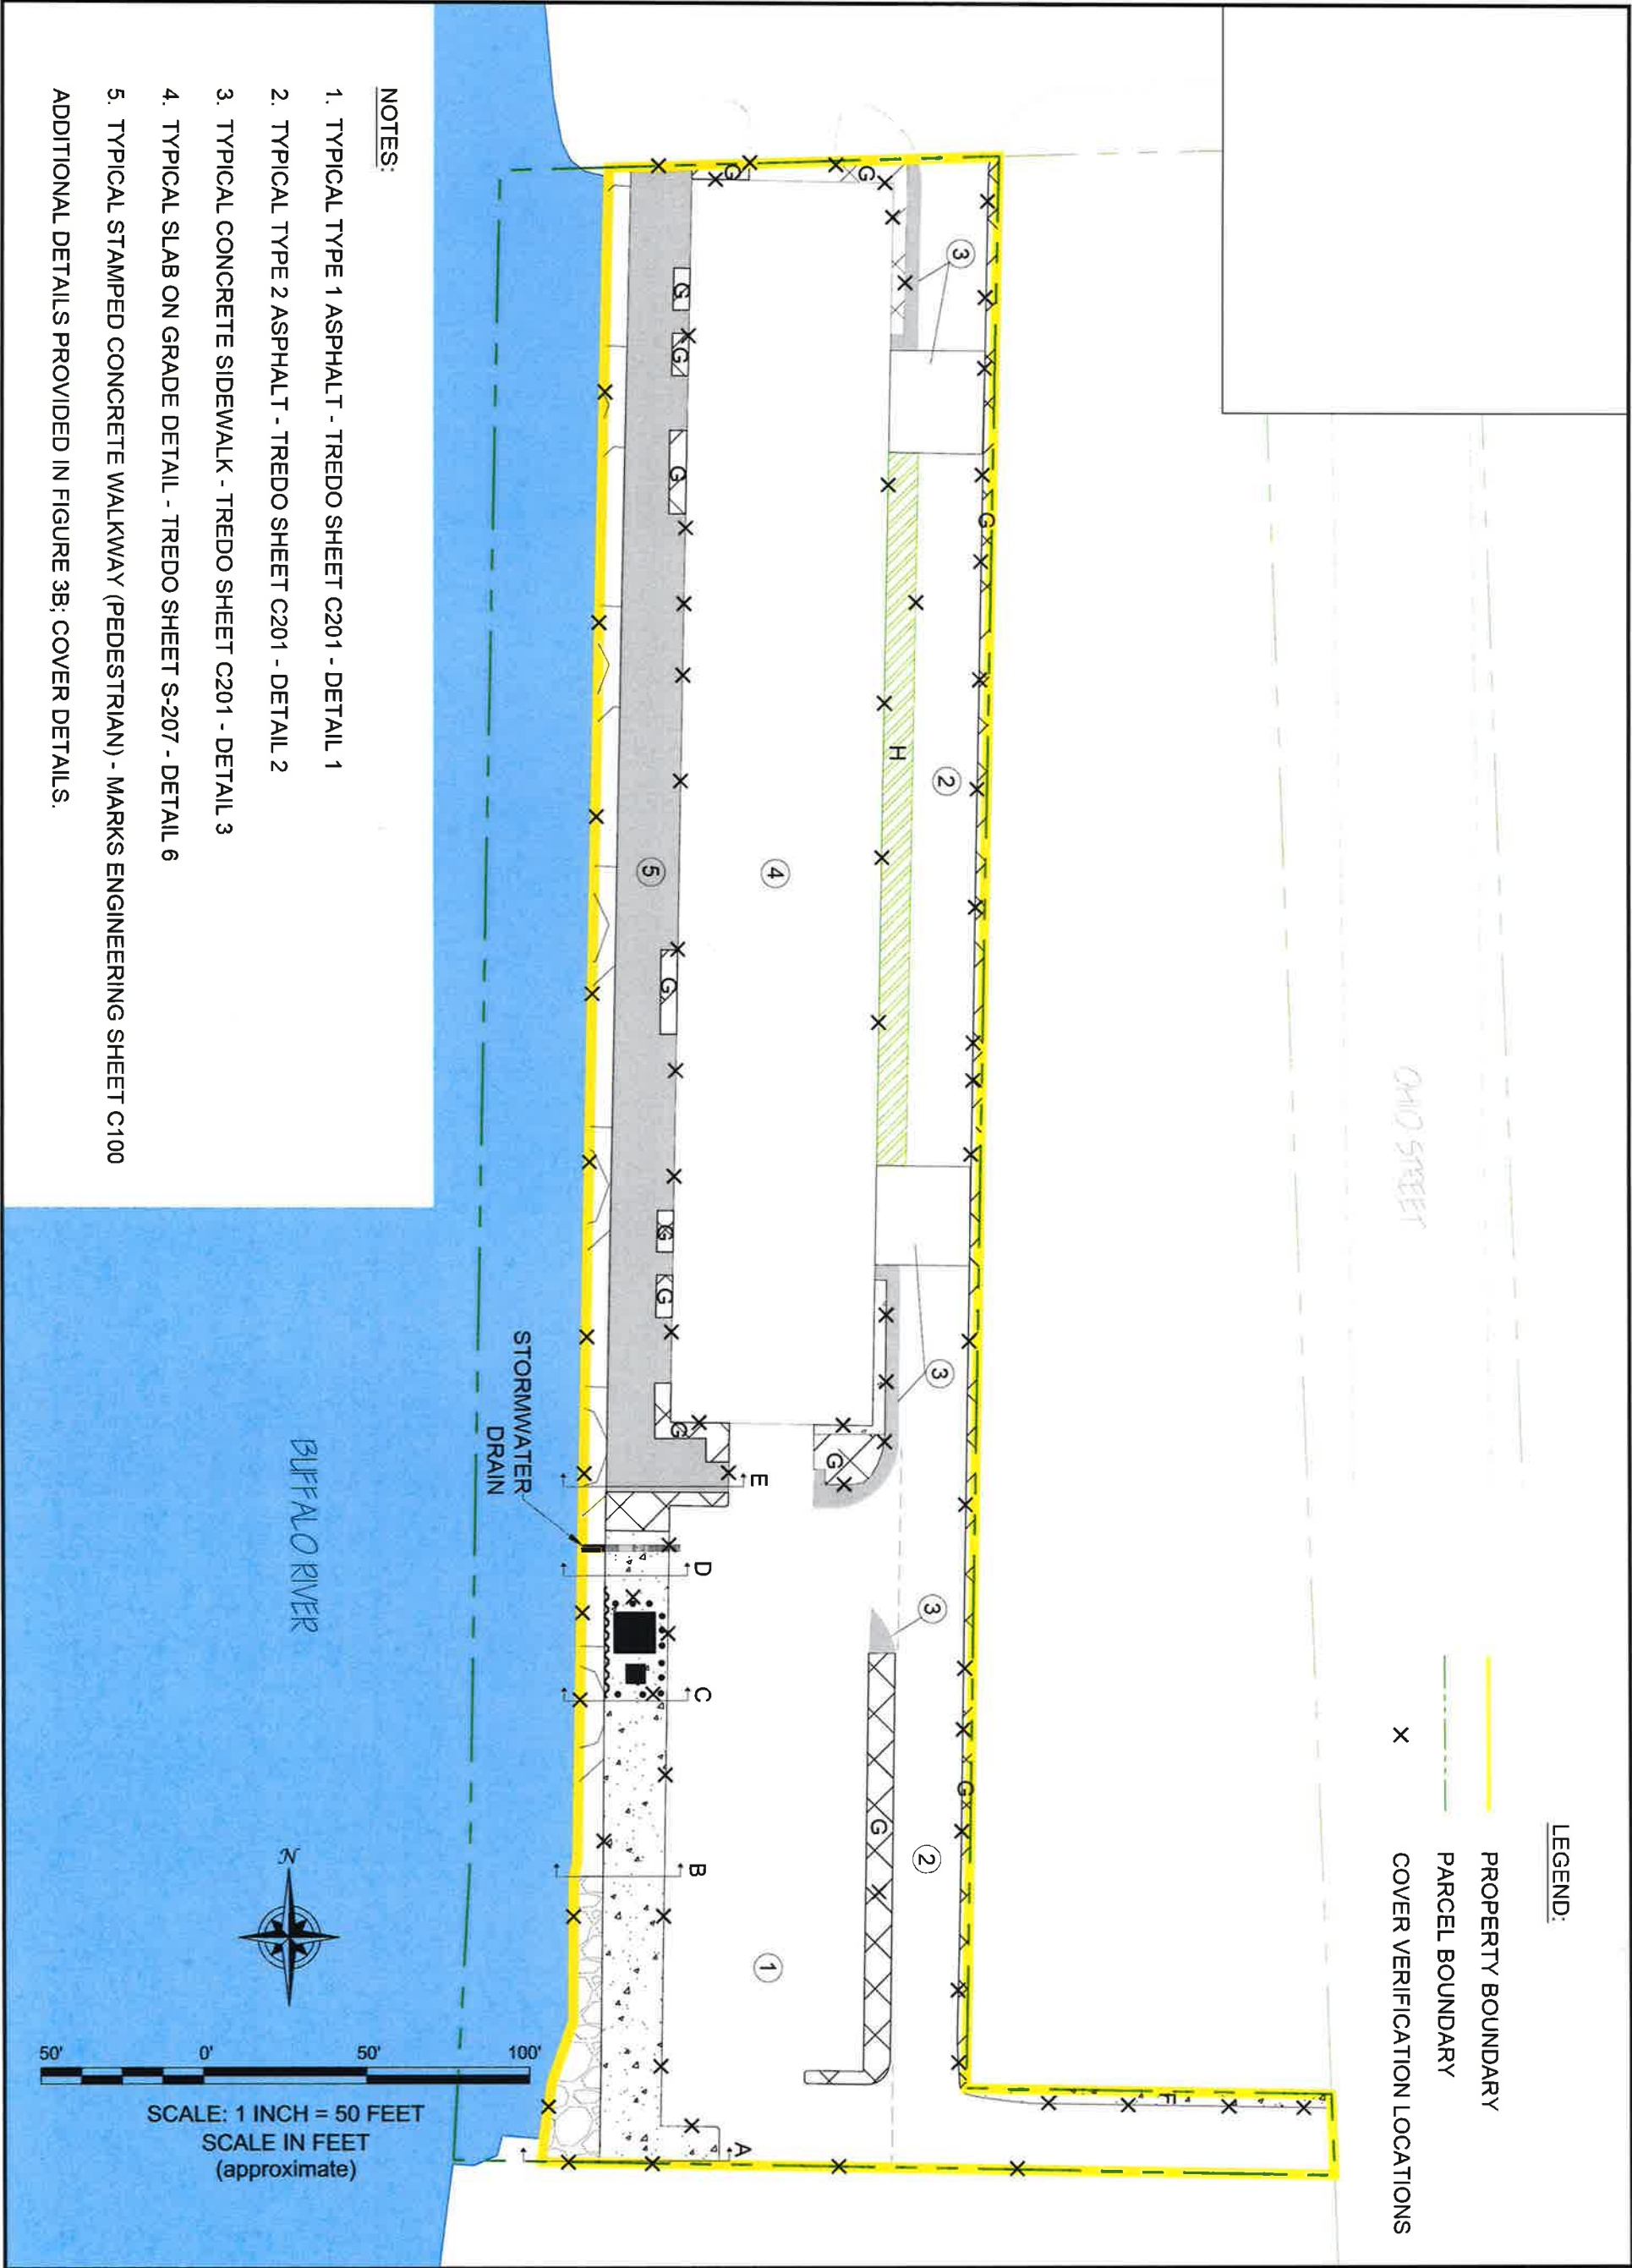 LEGEND:
PROPERTY BOUNDARY
PARCEL BOUNDARY
X COVER VERIFICATION LOCATIONS
OHIO STREET
G
G
3
G
2
H
3
3
G
2
F
G
G
4
G
1
G
G
G
5
G
G
G
G
G
E
D
C
B
A
STORMWATER
DRAIN
BUFFALO RIVER
N
50'
0'
50'
100'
SCALE: 1 INCH = 50 FEET
SCALE IN FEET
(approximate)
NOTES:
1. TYPICAL TYPE 1 ASPHALT - TREDO SHEET C201 - DETAIL 1
2. TYPICAL TYPE 2 ASPHALT - TREDO SHEET C201 - DETAIL 2
3. TYPICAL CONCRETE SIDEWALK - TREDO SHEET C201 - DETAIL 3
4. TYPICAL SLAB ON GRADE DETAIL - TREDO SHEET S-207 - DETAIL 6
5. TYPICAL STAMPED CONCRETE WALKWAY (PEDESTRIAN) - MARKS ENGINEERING SHEET C100
ADDITIONAL DETAILS PROVIDED IN FIGURE 3B; COVER DETAILS.